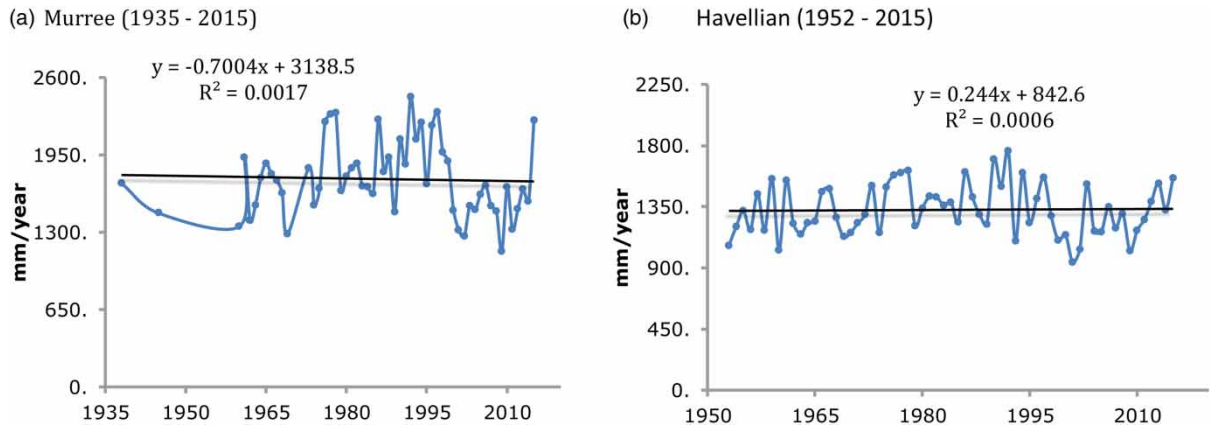 (a) Murree (1935 - 2015)
y = -0.7004x + 3138.5
R² = 0.0017
2600.
1950.
1300.
650.
0.
mm/year
1935 1950 1965 1980 1995 2010
(b) Havellian (1952 - 2015)
y = 0.244x + 842.6
R² = 0.0006
2250.
1800.
1350.
900.
450.
0.
mm/year
1950 1965 1980 1995 2010